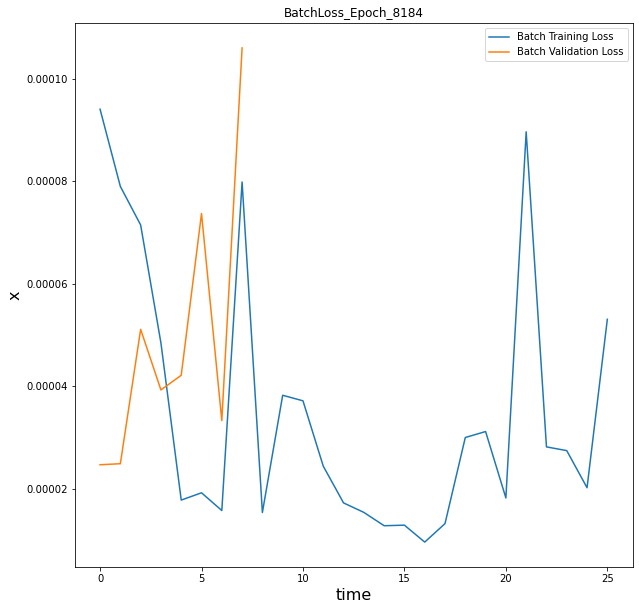 BatchLoss_Epoch_8184
Batch Training Loss
Batch Validation Loss
0.00010
0.00008
0.00006
0.00004
0.00002
x
0 5 10 15 20 25
time